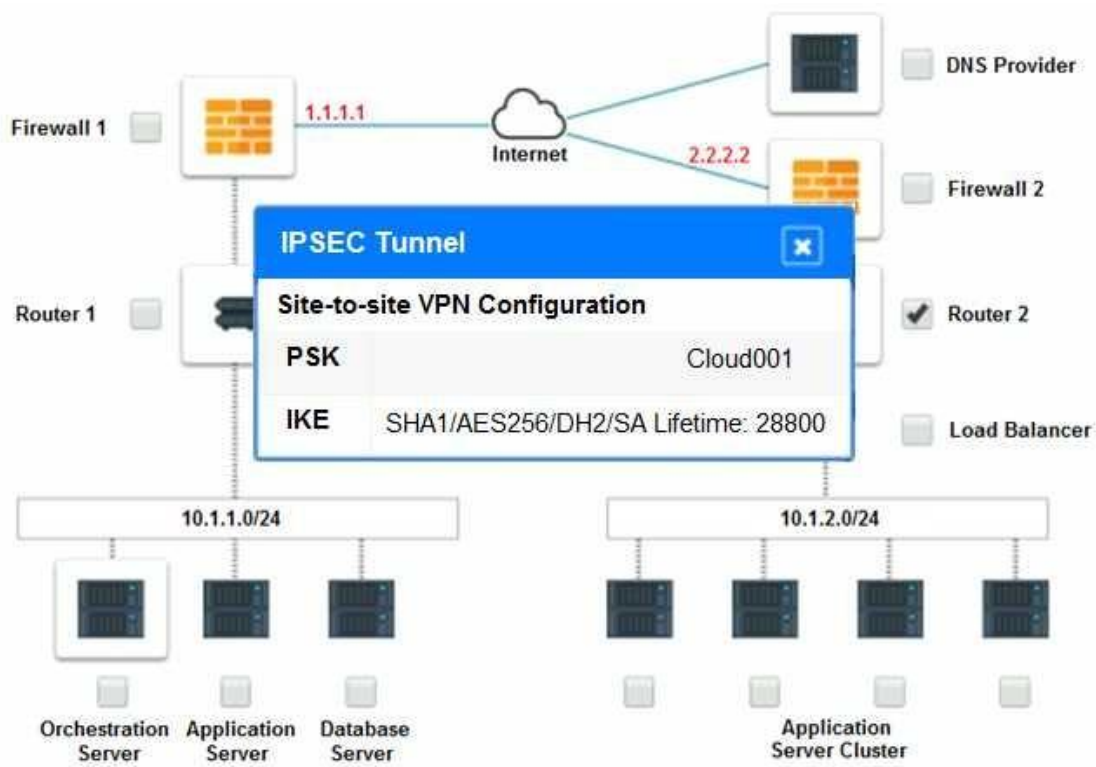 DNS Provider
Firewall 1
1.1.1.1
Internet
2.2.2.2
Firewall 2
IPSEC Tunnel
Site-to-site VPN Configuration
Router 1
Router 2
PSK
Cloud001
IKE
SHA1/AES256/DH2/SA Lifetime: 28800
Load Balancer
10.1.1.0/24
10.1.2.0/24
Orchestration
Server
Application
Server
Database
Server
Application
Server Cluster